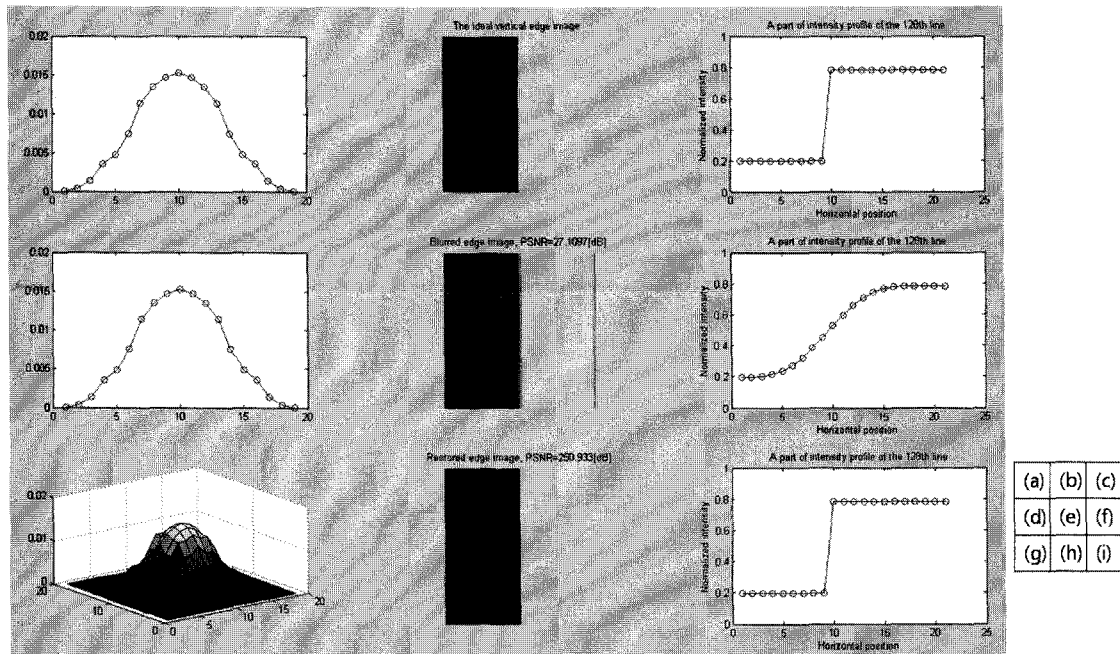 The ideal vertical edge image
A part of intensity profile of the 128th line
0.02
0.015
0.01
0.005
0
0 5 10 15 20
1
0.8
0.6
0.4
0.2
0
0 5 10 15 20 25
Normalized intensity
Horizontal position
Blurred edge image, PSNR=27.1097[dB]
A part of intensity profile of the 128th line
0.02
0.015
0.01
0.005
0
0 5 10 15 20
1
0.8
0.6
0.4
0.2
0
0 5 10 15 20 25
Normalized intensity
Horizontal position
Restored edge image, PSNR=250.933[dB]
A part of intensity profile of the 128th line
0.02
0.01
0
20
10
0
0 5 10 15 20
1
0.8
0.6
0.4
0.2
0
0 5 10 15 20 25
Normalized intensity
Horizontal position
(a) (b) (c)
(d) (e) (f)
(g) (h) (i)